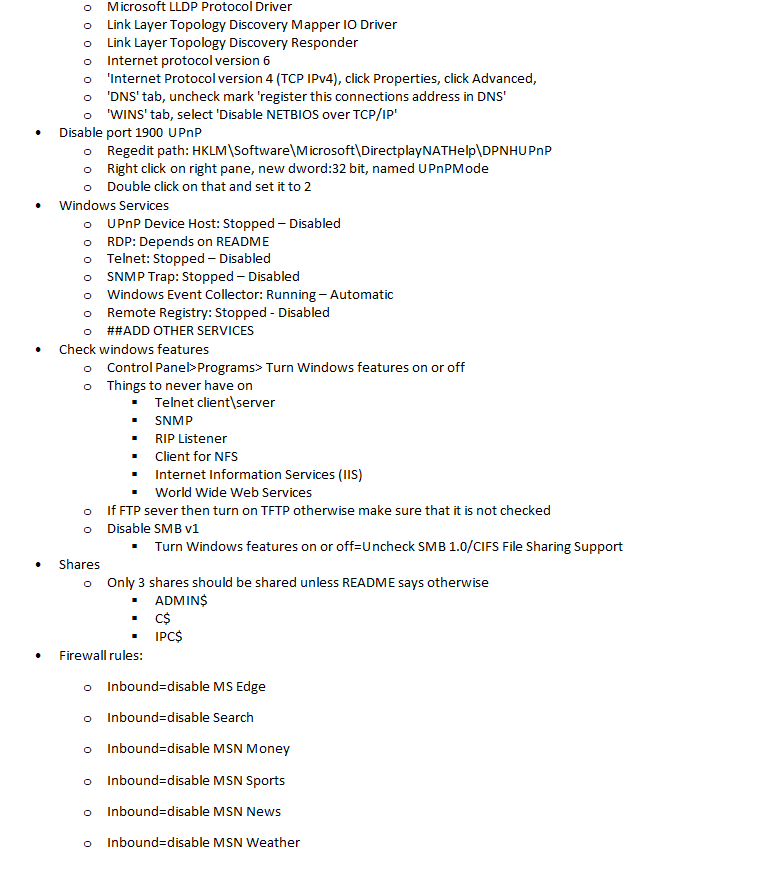 o Microsoft LLDP Protocol Driver
o Link Layer Topology Discovery Mapper IO Driver
o Link Layer Topology Discovery Responder
o Internet protocol version 6
o 'Internet Protocol version 4 (TCP IPv4), click Properties, click Advanced,
o 'DNS' tab, uncheck mark 'register this connections address in DNS'
o 'WINS' tab, select 'Disable NETBIOS over TCP/IP'
• Disable port 1900 UPnP
o Regedit path: HKLM\Software\Microsoft\DirectplayNATHelp\DPNHUPnP
o Right click on right pane, new dword:32 bit, named UPnPMode
o Double click on that and set it to 2
• Windows Services
o UPnP Device Host: Stopped – Disabled
o RDP: Depends on README
o Telnet: Stopped – Disabled
o SNMP Trap: Stopped – Disabled
o Windows Event Collector: Running – Automatic
o Remote Registry: Stopped - Disabled
o ##ADD OTHER SERVICES
• Check windows features
o Control Panel>Programs> Turn Windows features on or off
o Things to never have on
▪ Telnet client\server
▪ SNMP
▪ RIP Listener
▪ Client for NFS
▪ Internet Information Services (IIS)
▪ World Wide Web Services
o If FTP sever then turn on TFTP otherwise make sure that it is not checked
o Disable SMB v1
▪ Turn Windows features on or off=Uncheck SMB 1.0/CIFS File Sharing Support
• Shares
o Only 3 shares should be shared unless README says otherwise
▪ ADMIN$
▪ C$
▪ IPC$
• Firewall rules:
o Inbound=disable MS Edge
o Inbound=disable Search
o Inbound=disable MSN Money
o Inbound=disable MSN Sports
o Inbound=disable MSN News
o Inbound=disable MSN Weather